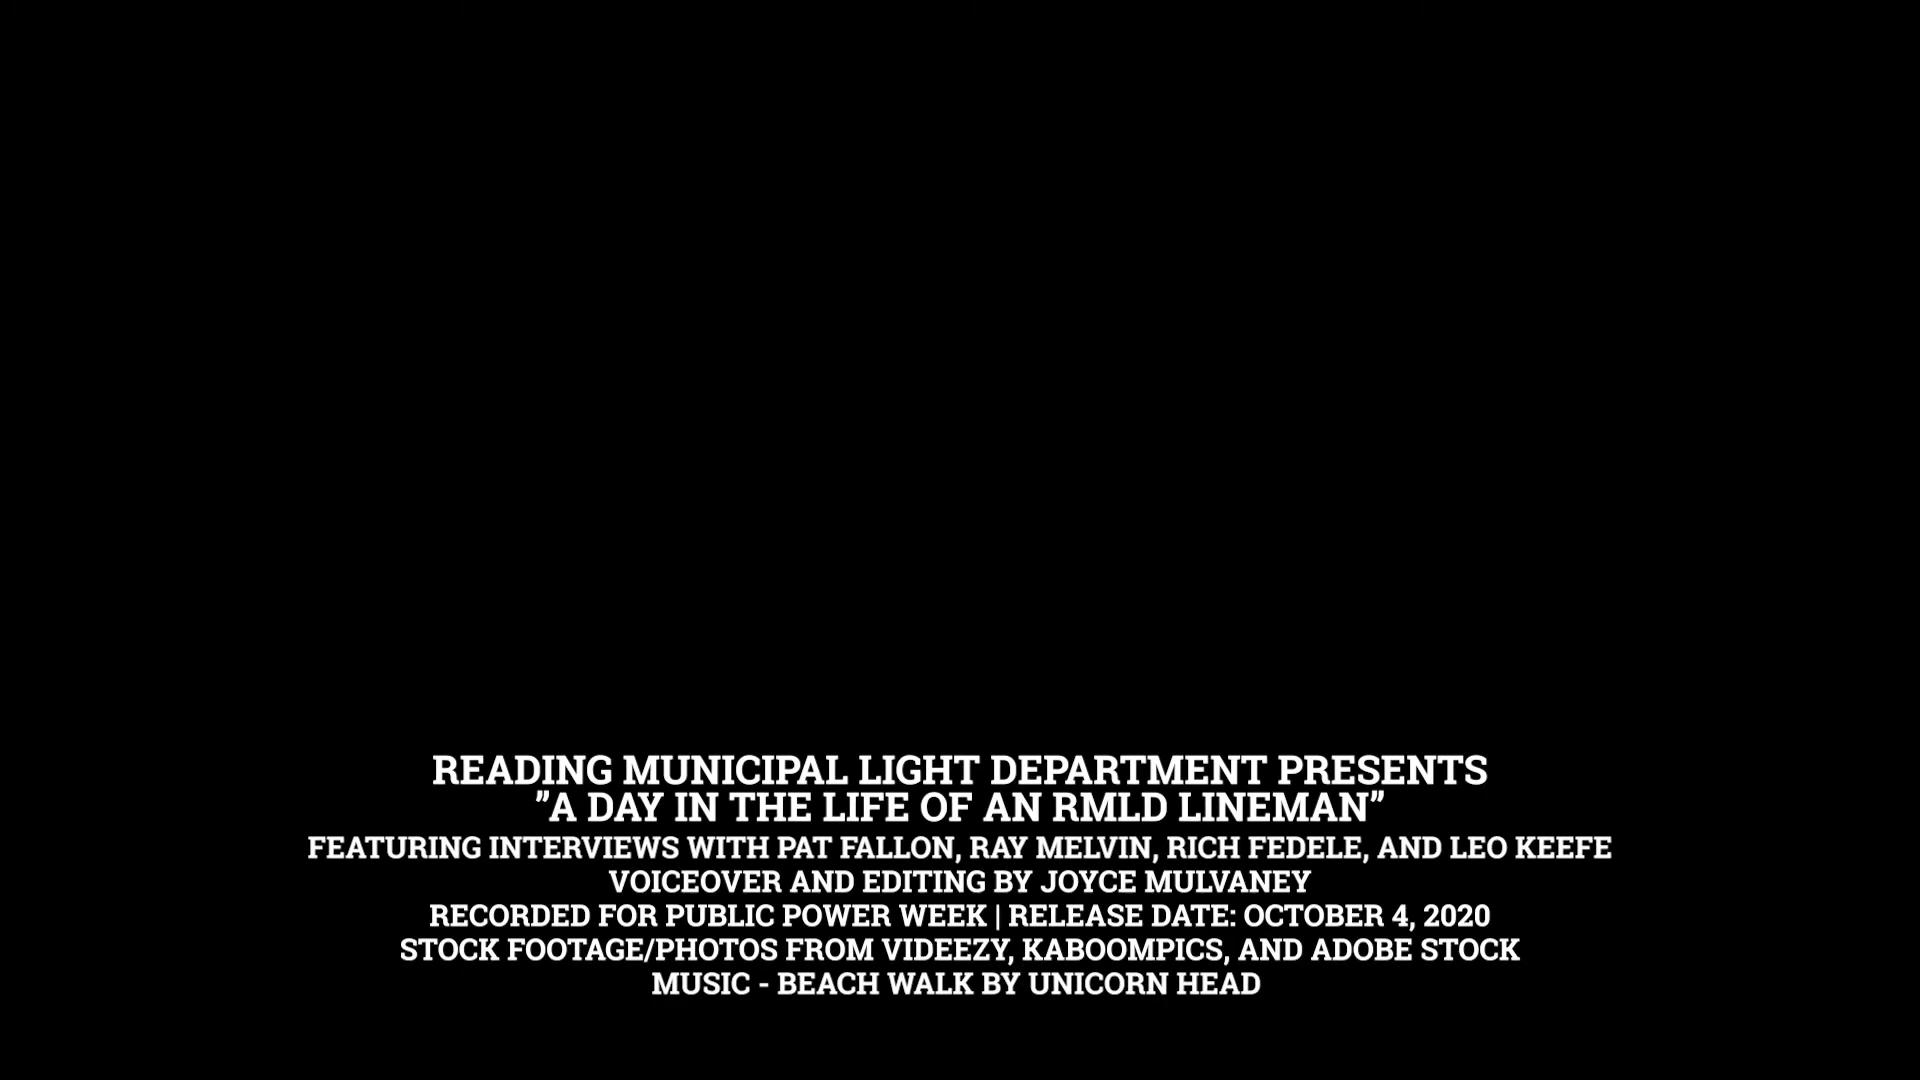 READING MUNICIPAL LIGHT DEPARTMENT PRESENTS
"A DAY IN THE LIFE OF AN RMLD LINEMAN"
FEATURING INTERVIEWS WITH PAT FALLON, RAY MELVIN, RICH FEDELE, AND LEO KEEFE
VOICEOVER AND EDITING BY JOYCE MULVANEY
RECORDED FOR PUBLIC POWER WEEK | RELEASE DATE: OCTOBER 4, 2020
STOCK FOOTAGE/PHOTOS FROM VIDEEZY, KABOOMPICS, AND ADOBE STOCK
MUSIC - BEACH WALK BY UNICORN HEAD